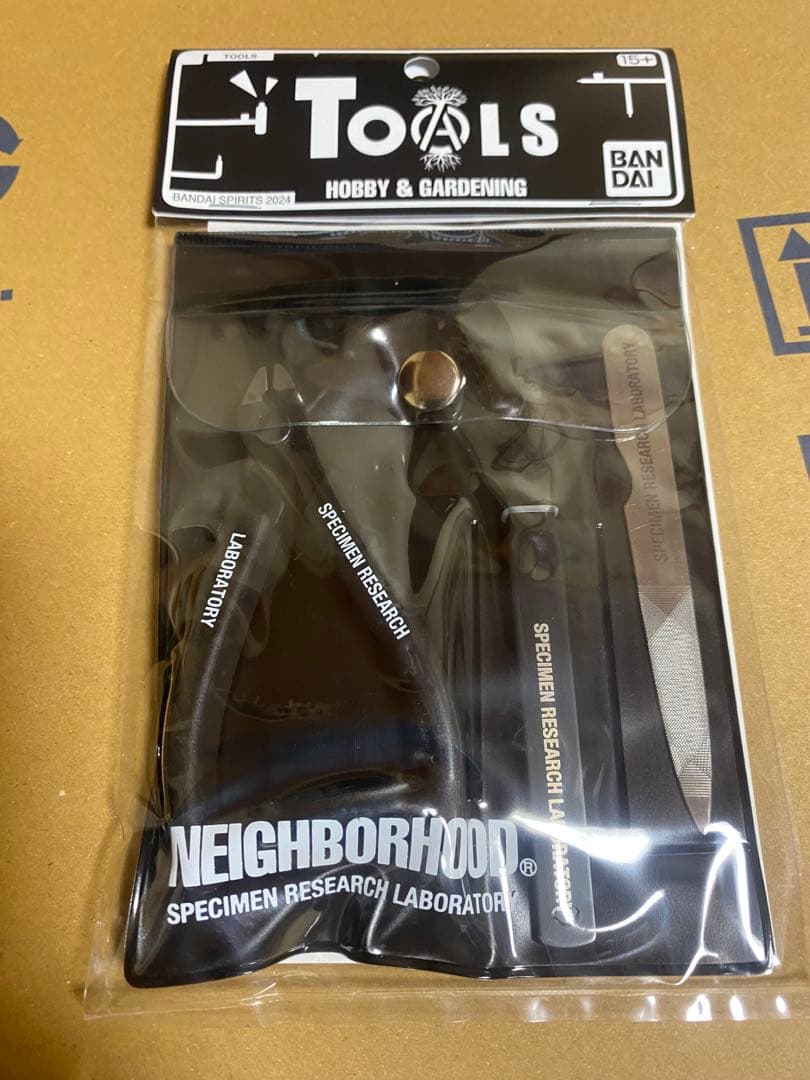 TOOLS
15+
TOALS
BAN
DAI
HOBBY & GARDENING
BANDAI SPIRITS 2024
SPECIMEN RESEARCH LABORATORY
SPECIMEN RESEARCH
LABORATORY
SPECIMEN RESEARCH LABORATORY
NEIGHBORHOOD®
SPECIMEN RESEARCH LABORATORY